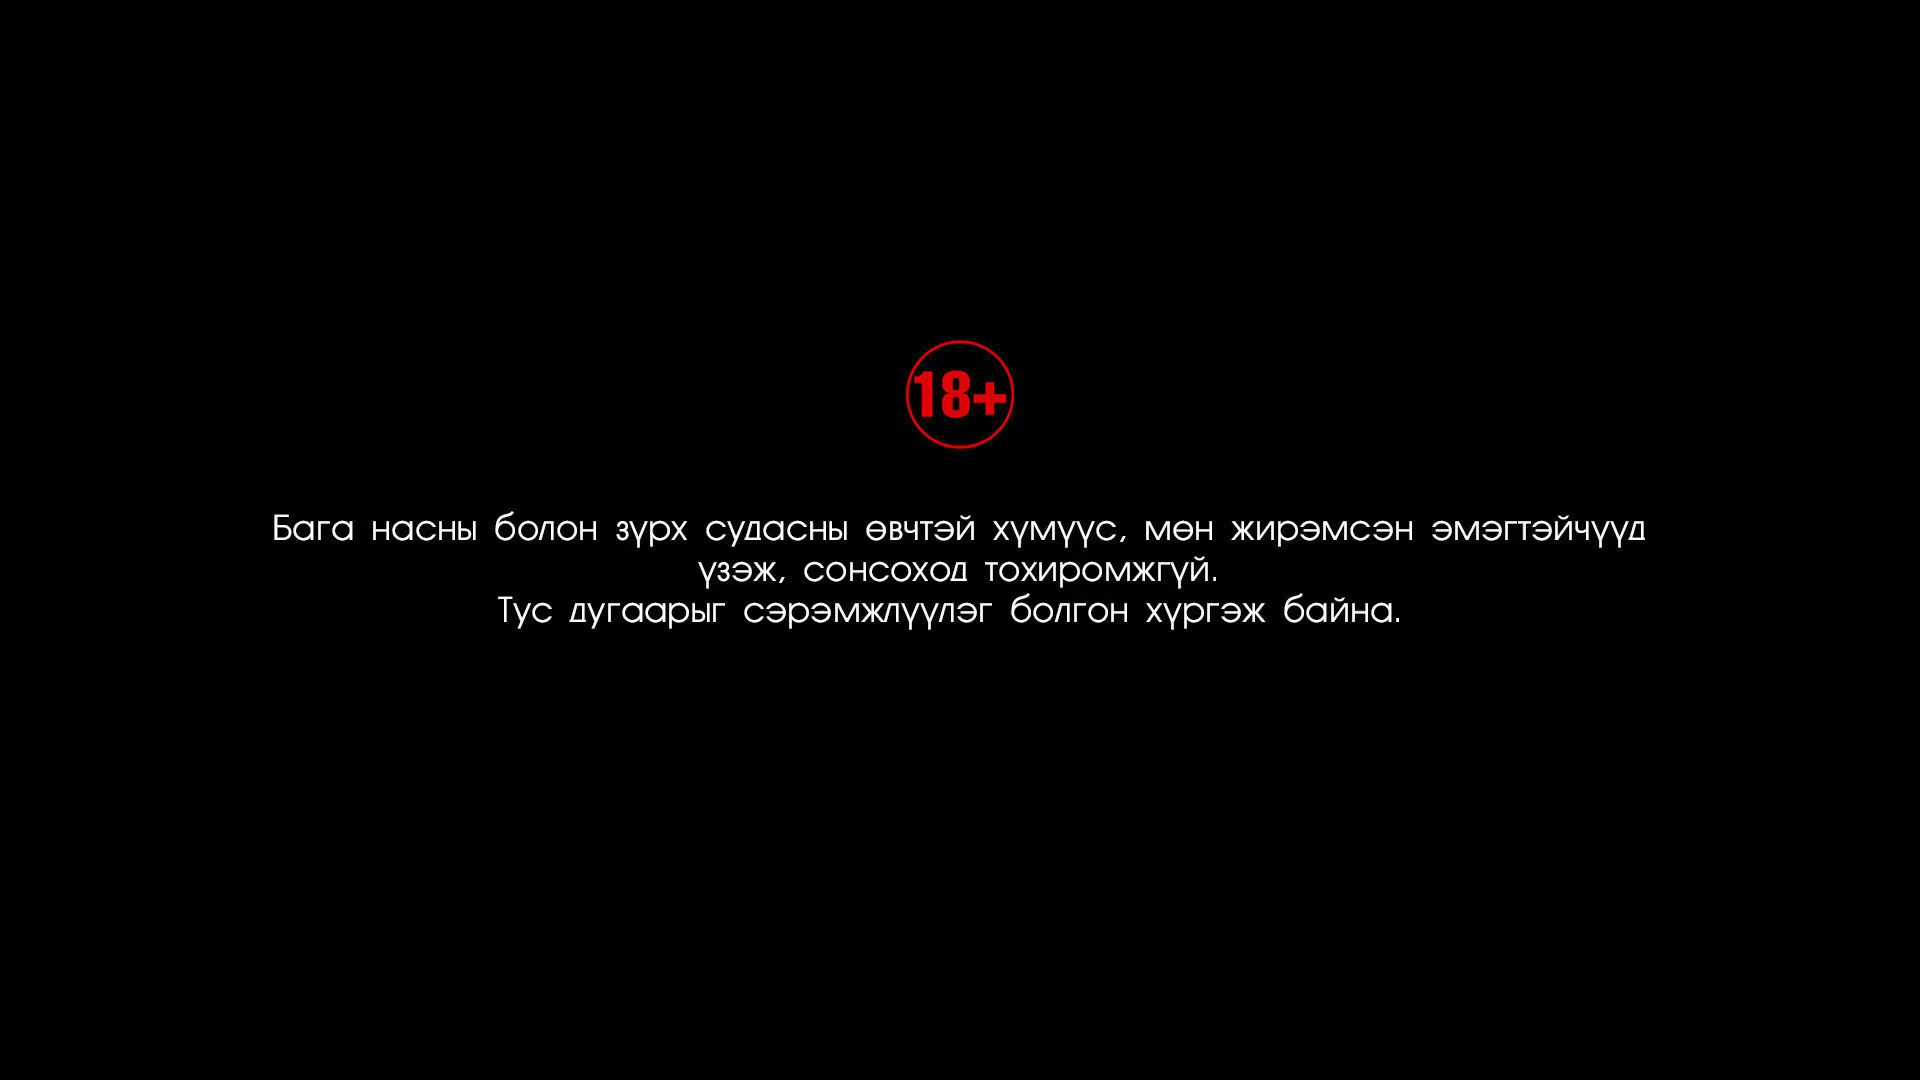 18+
Бага насны болон зүрх судасны өвчтэй хүмүүс, мөн жирэмсэн эмэгтэйчүүд
үзэж, сонсоход тохиромжгүй.
Тус дугаарыг сэрэмжлүүлэг болгон хүргэж байна.